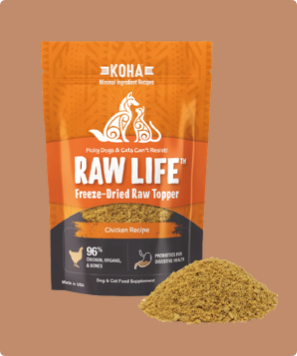 KOHA
Minimal Ingredient Recipes
Picky Dogs & Cats Can't Resist!
RAW LIFE™
Freeze-Dried Raw Topper
Chicken Recipe
96%
CHICKEN, ORGANS,
& BONES
PROBIOTICS FOR
DIGESTIVE HEALTH
Made in USA
Dog & Cat Food Supplement